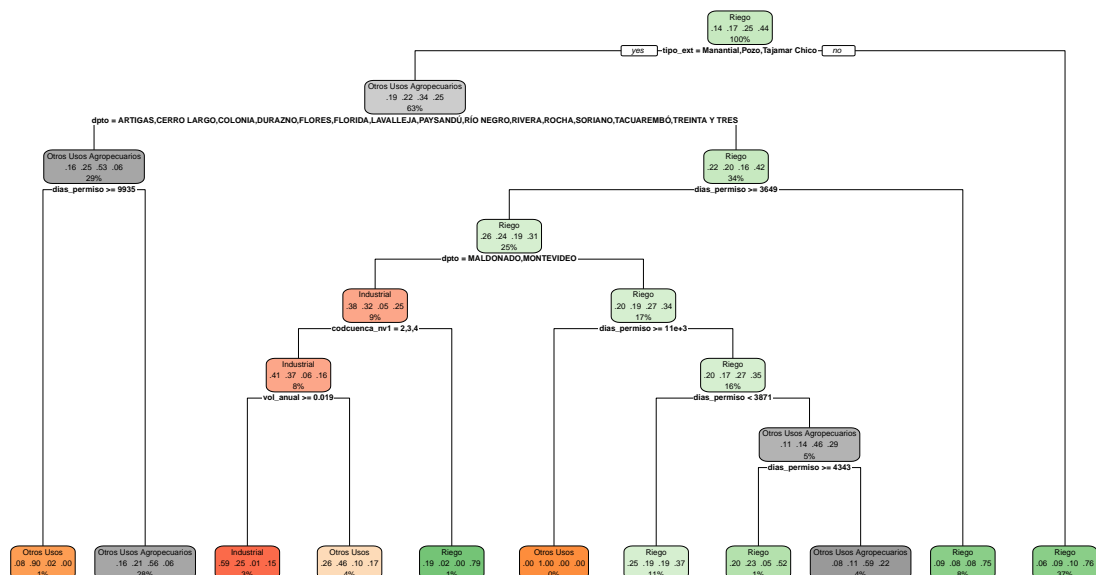 Riego
.14 .17 .25 .44
100%
yes
tipo_ext = Manantial,Pozo,Tajamar Chico
no
Otros Usos Agropecuarios
.19 .22 .34 .25
63%
dpto = ARTIGAS,CERRO LARGO,COLONIA,DURAZNO,FLORES,FLORIDA,LAVALLEJA,PAYSANDÚ,RÍO NEGRO,RIVERA,ROCHA,SORIANO,TACUAREMBÓ,TREINTA Y TRES
Otros Usos Agropecuarios
.16 .25 .53 .06
29%
dias_permiso >= 9935
Riego
.22 .20 .16 .42
34%
dias_permiso >= 3649
Riego
.26 .24 .19 .31
25%
dpto = MALDONADO,MONTEVIDEO
Industrial
.38 .32 .05 .25
9%
codcuenca_nv1 = 2,3,4
Riego
.20 .19 .27 .34
17%
dias_permiso >= 11e+3
Industrial
.41 .37 .06 .16
8%
vol_anual >= 0.019
Riego
.20 .17 .27 .35
16%
dias_permiso < 3871
Otros Usos Agropecuarios
.11 .14 .46 .29
5%
dias_permiso >= 4343
Otros Usos
.08 .90 .02 .00
1%
Otros Usos Agropecuarios
.16 .21 .56 .06
28%
Industrial
.59 .25 .01 .15
3%
Otros Usos
.26 .46 .10 .17
4%
Riego
.19 .02 .00 .79
1%
Otros Usos
.00 1.00 .00 .00
0%
Riego
.25 .19 .19 .37
11%
Riego
.20 .23 .05 .52
1%
Otros Usos Agropecuarios
.08 .11 .59 .22
4%
Riego
.09 .08 .08 .75
8%
Riego
.06 .09 .10 .76
37%